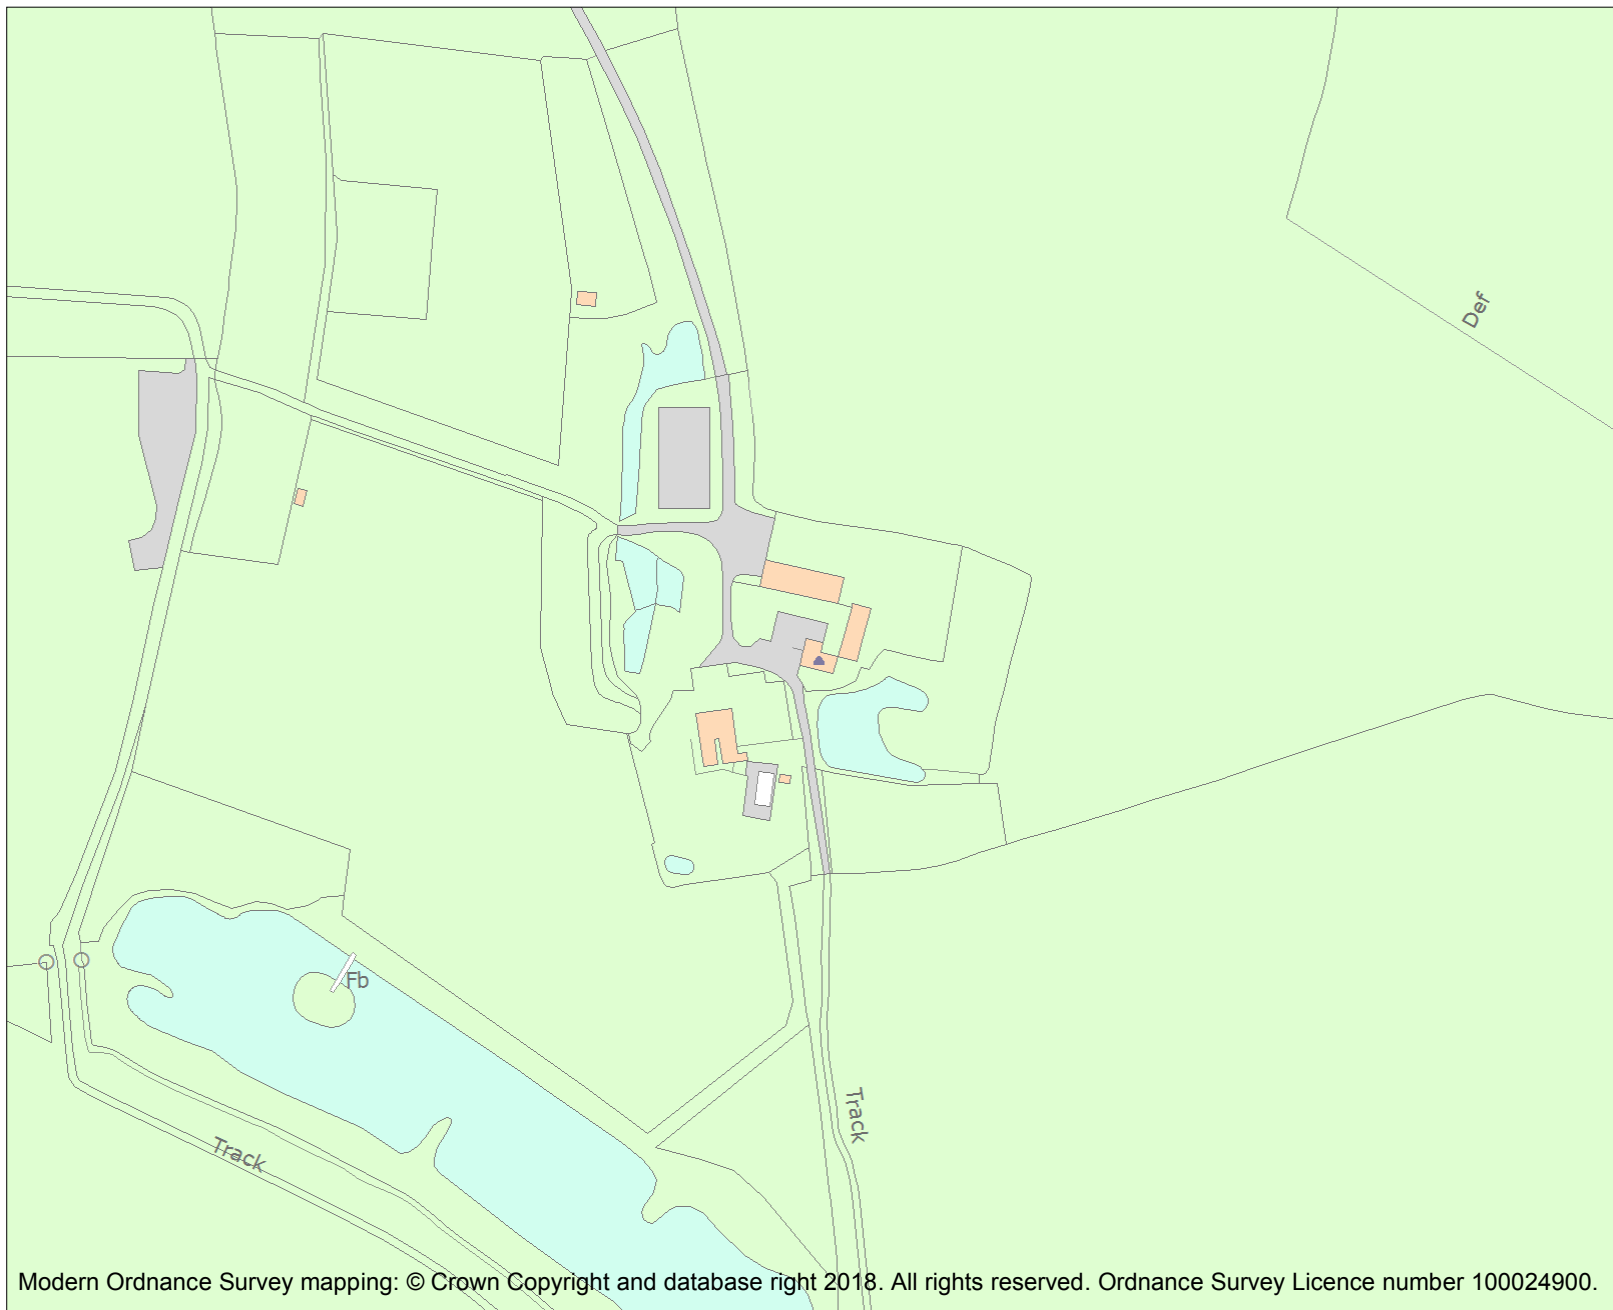 Def
Fb
Track
Track
Modern Ordnance Survey mapping: © Crown Copyright and database right 2018. All rights reserved. Ordnance Survey Licence number 100024900.